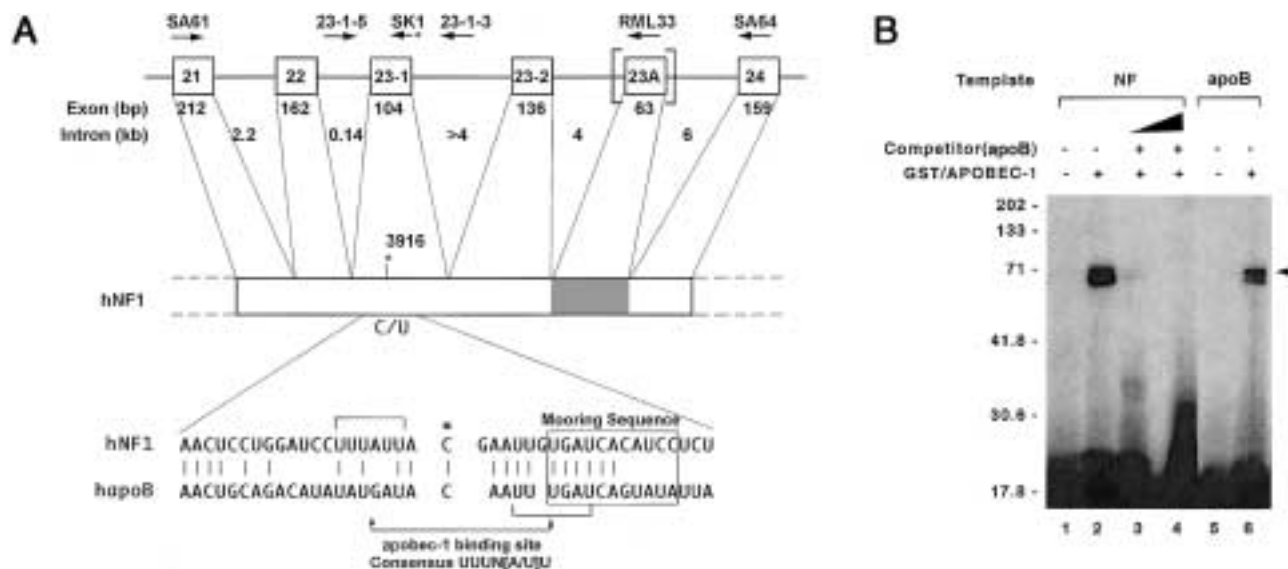 A
SA61 23-1-5 SK1 23-1-3 RML33 SA64
21 22 23-1 23-2 23A 24
Exon (bp) 212 162 104 136 63 159
Intron (kb) 2.2 0.14 >4 4 6
3916
hNF1
C/U
Mooring Sequence
*
hNF1 AACUCCUGGAUCCUUUAUUA C GAAUUGUGAUCACAUCCUCU
hapoB AACUGCAGACAUAUAUGAUA C AAUU UGAUCAGUAUAUUA
apobec-1 binding site
Consensus UUUN[A/U]U
B
Template NF apoB
Competitor(apoB) - - + + - -
GST/APOBEC-1 - + + + - +
202 -
133 -
71 -
41.8 -
30.6 -
17.8 -
1 2 3 4 5 6